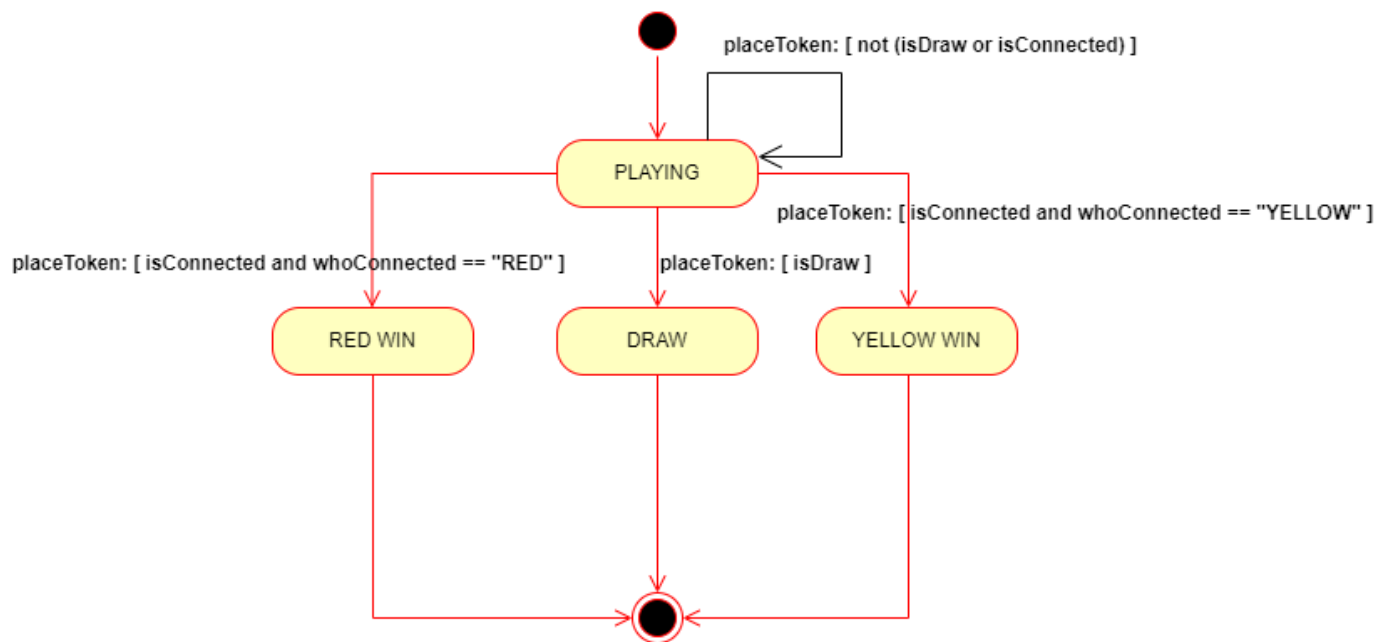 placeToken: [ not (isDraw or isConnected) ]
PLAYING
placeToken: [ isConnected and whoConnected == "YELLOW" ]
placeToken: [ isConnected and whoConnected == "RED" ]
placeToken: [ isDraw ]
RED WIN
DRAW
YELLOW WIN